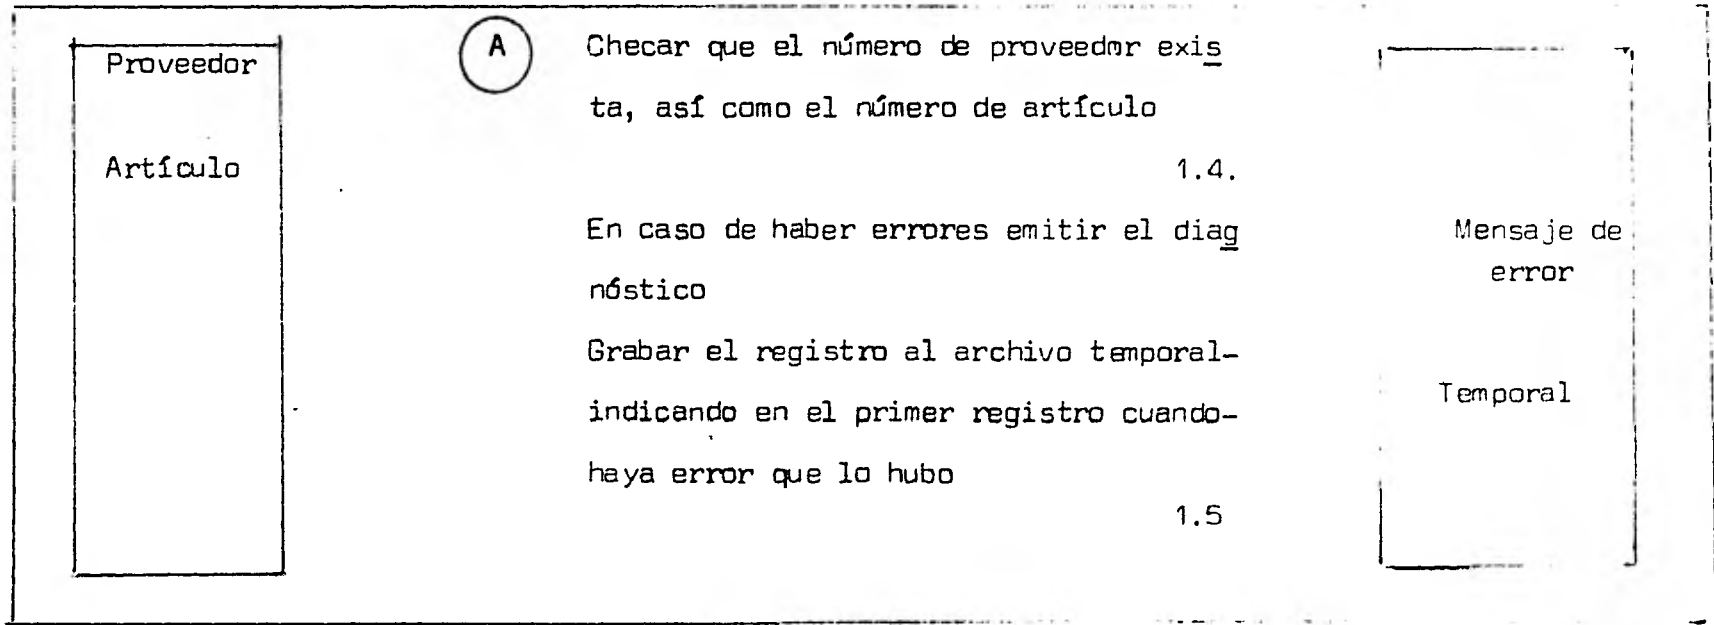 Proveedor
Artículo
A
Checar que el número de proveedor exis
ta, así como el número de artículo
1.4.
En caso de haber errores emitir el diag
nóstico
Grabar el registro al archivo temporal-
indicando en el primer registro cuando-
haya error que lo hubo
1.5
Mensaje de
error
Temporal